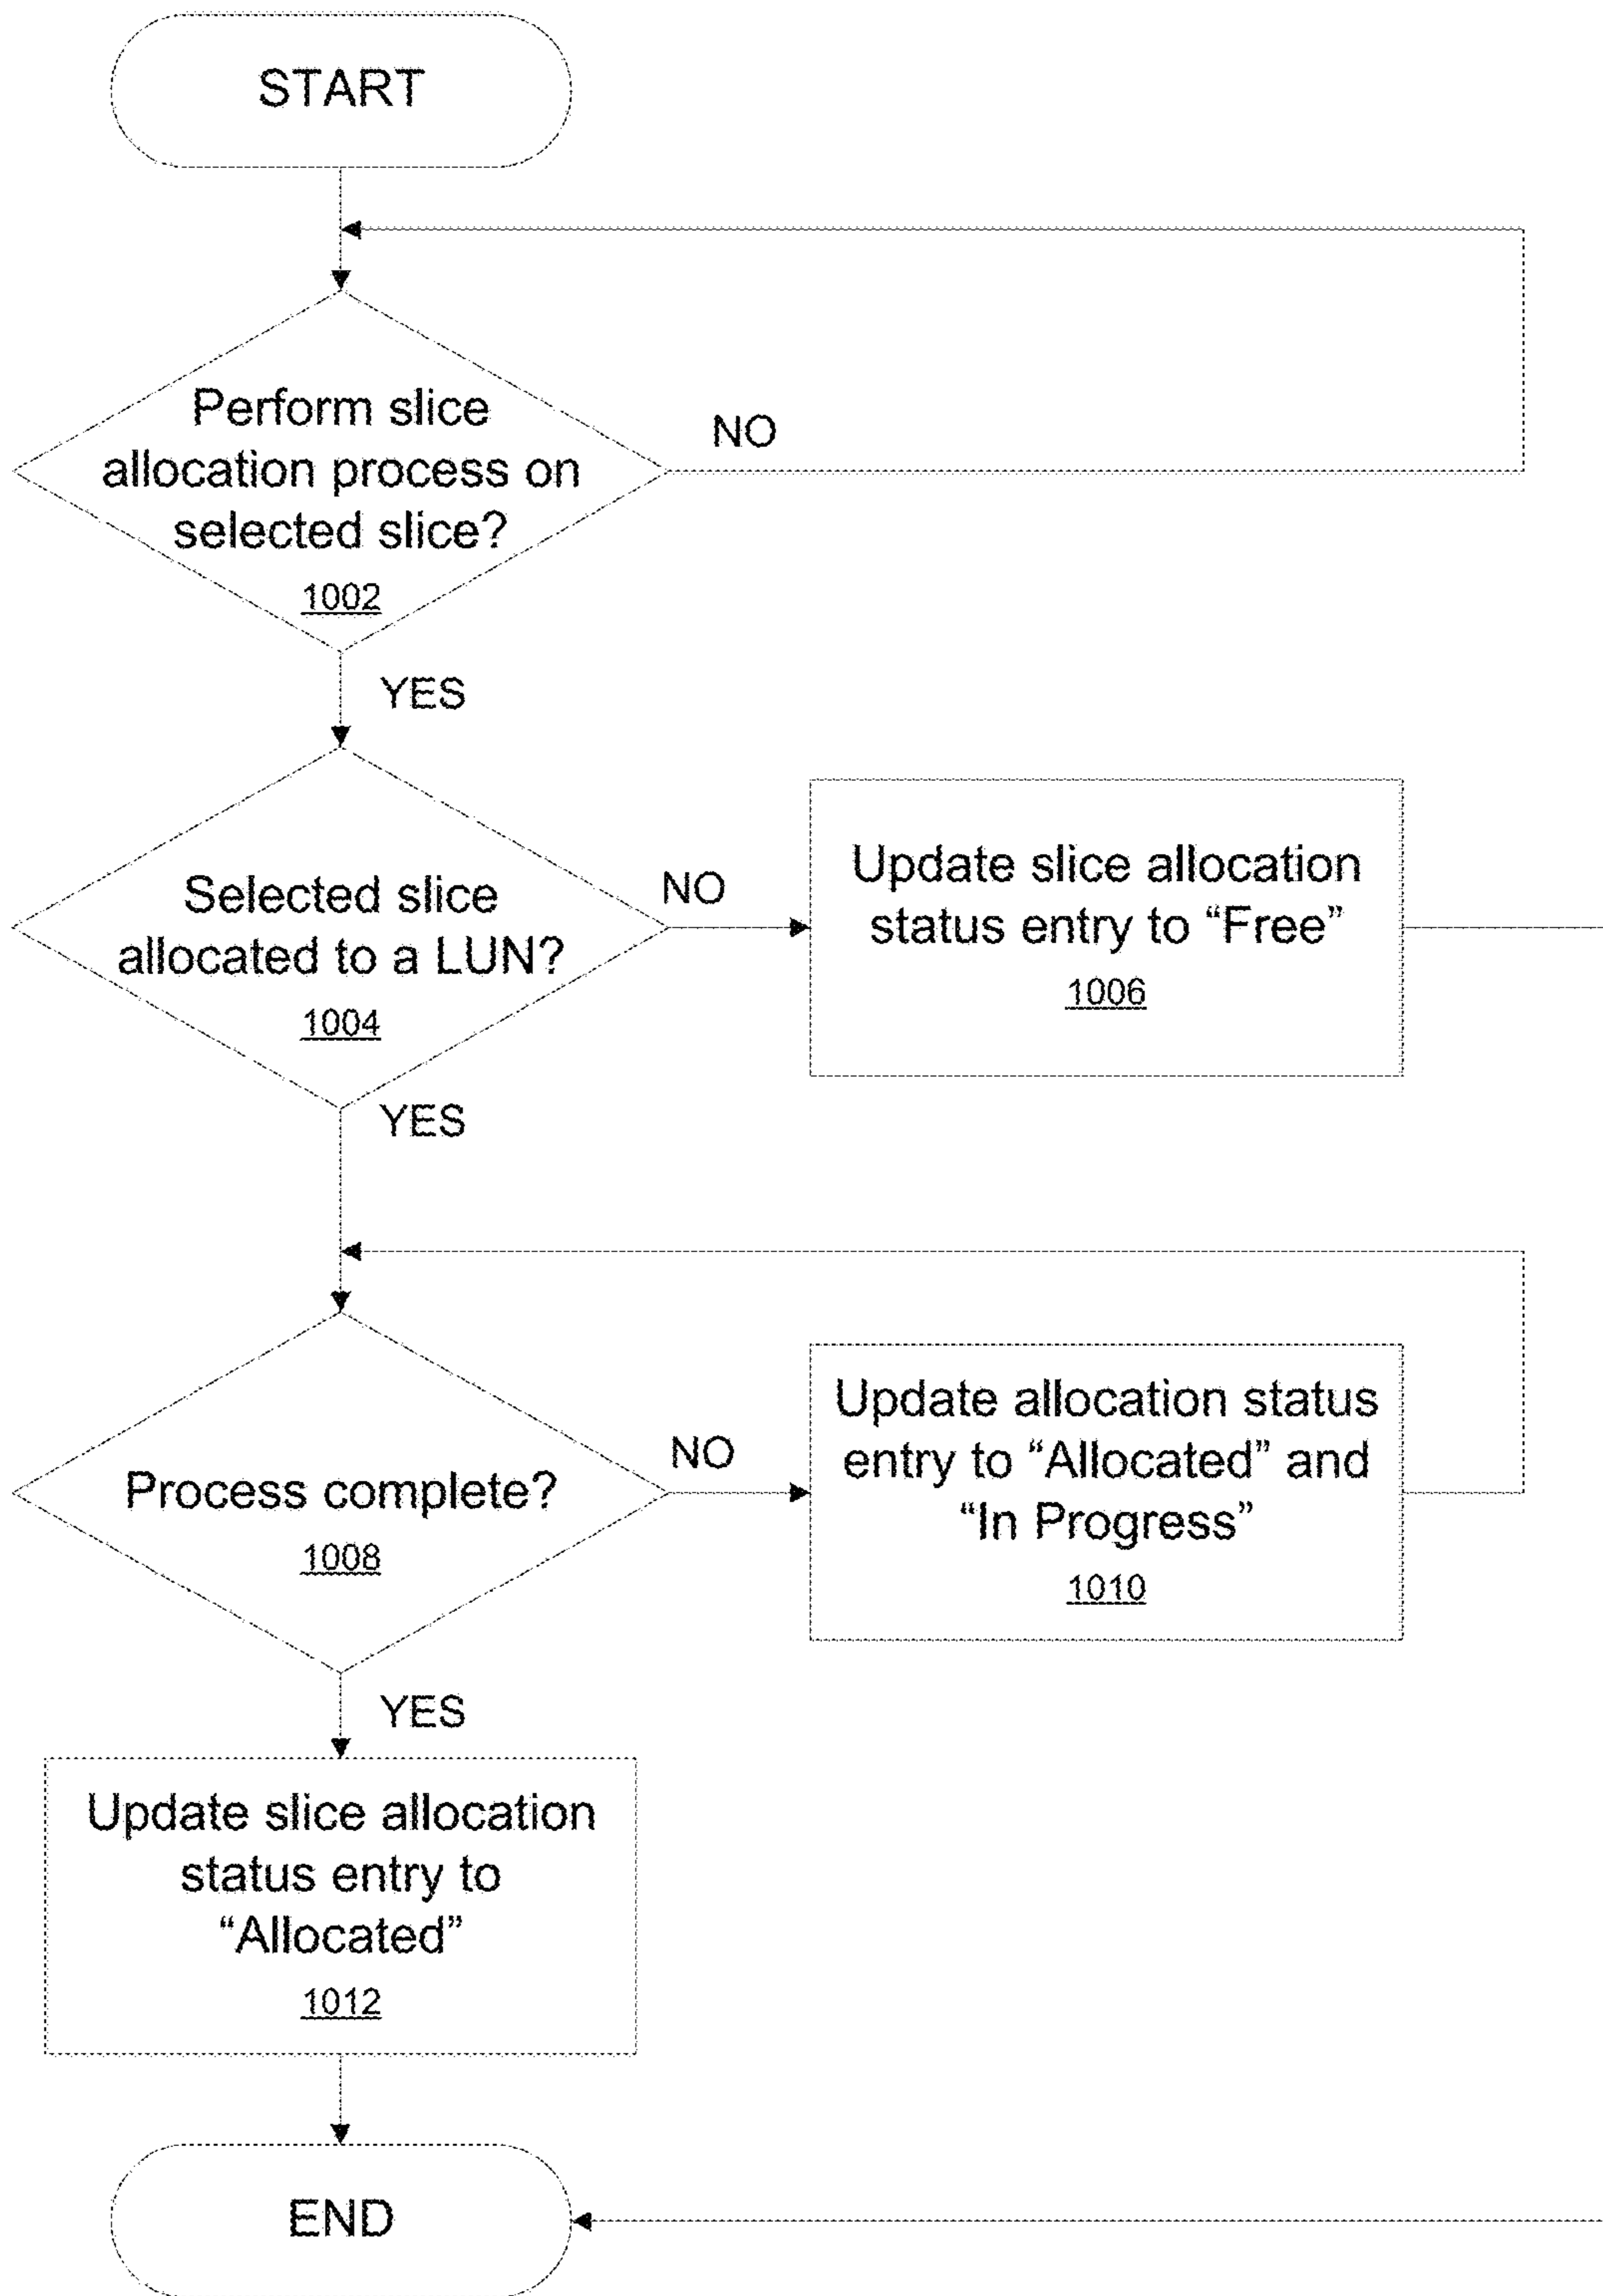 START
Perform slice
allocation process on
selected slice?
1002
NO
YES
Selected slice
allocated to a LUN?
1004
NO
Update slice allocation
status entry to “Free”
1006
YES
Process complete?
1008
NO
Update allocation status
entry to “Allocated” and
“In Progress”
1010
YES
Update slice allocation
status entry to
“Allocated”
1012
END